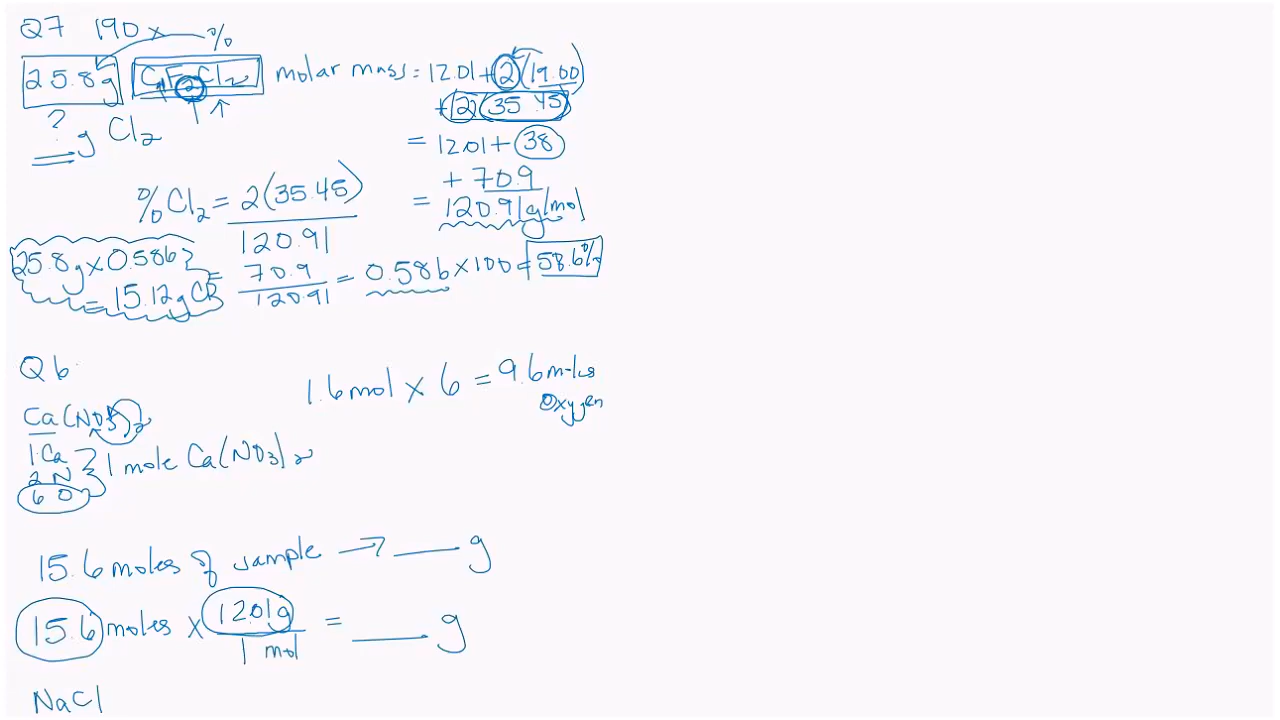 Q7 190 x %
25.8g CF2Cl2 molar mass = 12.01 + 2(19.00)
+ 2(35.45)
? g Cl2
= 12.01 + 38
+ 70.9
= 120.91 g/mol
% Cl2 = 2(35.45) / 120.91
= 70.9 / 120.91 = 0.586 x 100 = 58.6%
25.8g x 0.586
= 15.12g Cl2
Q6
Ca(NO3)2
1 Ca
2 N
6 O
1 mole Ca(NO3)2
1.6 mol x 6 = 9.6 moles
Oxygen
15.6 moles of sample → ___ g
15.6 moles x 12.01g / 1 mol = ___ g
NaCl